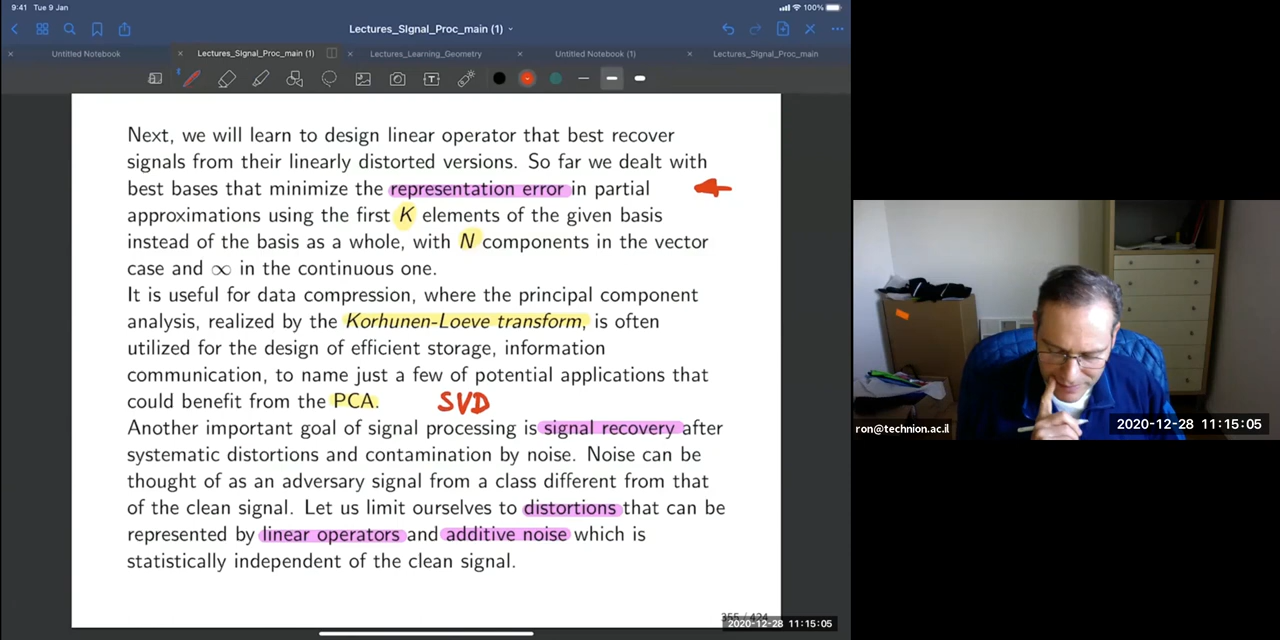 9:41 Tue 9 Jan
100%
Lectures_SIgnal_Proc_main (1)
Untitled Notebook
Lectures_SIgnal_Proc_main (1)
Lectures_Learning_Geometry
Untitled Notebook (1)
Lectures_SIgnal_Proc_main
Next, we will learn to design linear operator that best recover
signals from their linearly distorted versions. So far we dealt with
best bases that minimize the representation error in partial
approximations using the first K elements of the given basis
instead of the basis as a whole, with N components in the vector
case and ∞ in the continuous one.
It is useful for data compression, where the principal component
analysis, realized by the Korhunen-Loeve transform, is often
utilized for the design of efficient storage, information
communication, to name just a few of potential applications that
could benefit from the PCA.
SVD
Another important goal of signal processing is signal recovery after
systematic distortions and contamination by noise. Noise can be
thought of as an adversary signal from a class different from that
of the clean signal. Let us limit ourselves to distortions that can be
represented by linear operators and additive noise which is
statistically independent of the clean signal.
2020-12-28 11:15:05
ron@technion.ac.il
2020-12-28 11:15:05